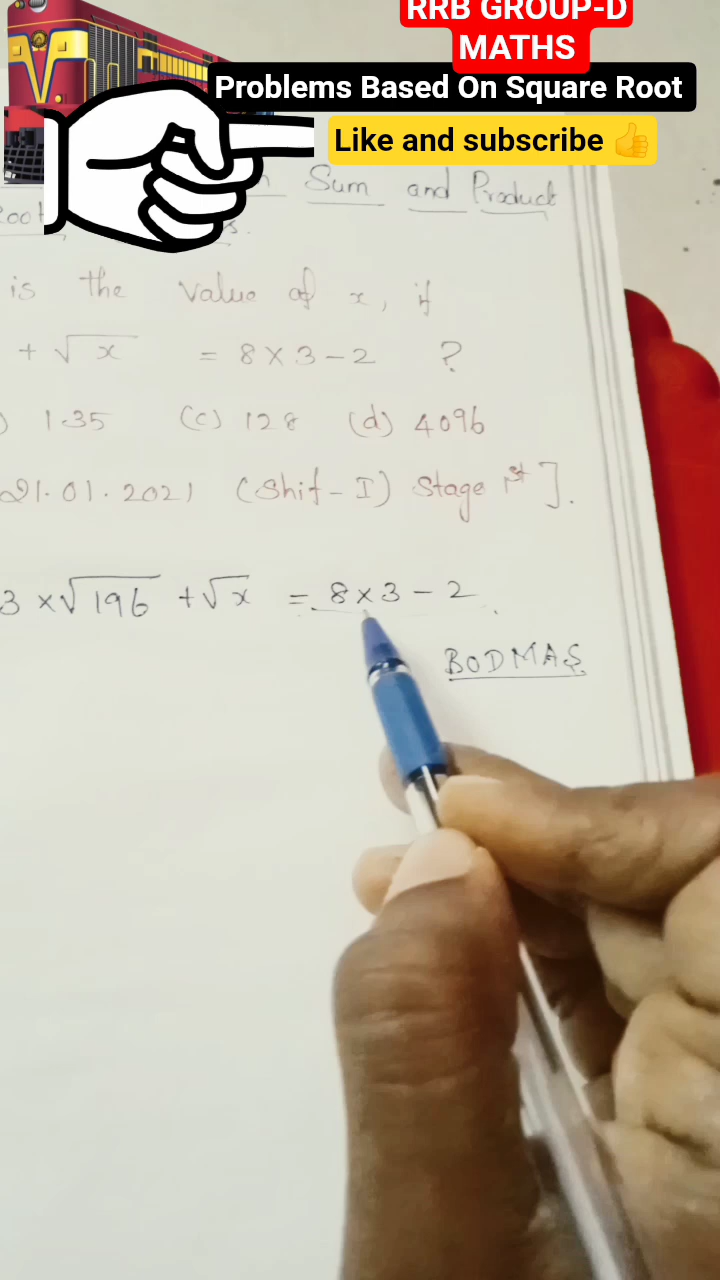 RRB GROUP-D
MATHS
Problems Based On Square Root
Like and subscribe 👍
Sum and Product
is the value of x, if
+ √x = 8 × 3 - 2 ?
) 135 (c) 128 (d) 4096
21.01.2021 (Shif - I) Stage 1st ].
3 × √196 + √x = 8 × 3 - 2
BODMAS